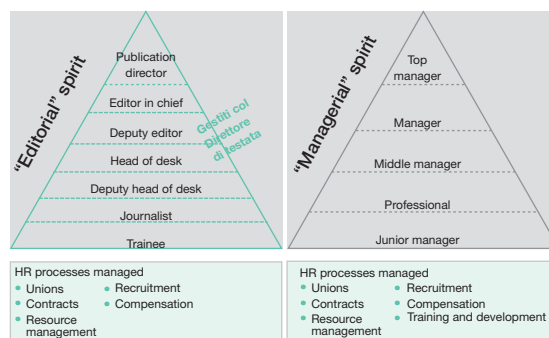 “Editorial” spirit
Publication
director
Editor in chief
Deputy editor
Head of desk
Deputy head of desk
Journalist
Trainee
Gestiti col
Direttore
di testata
HR processes managed
• Unions
• Contracts
• Resource
management
• Recruitment
• Compensation
“Managerial” spirit
Top
manager
Manager
Middle manager
Professional
Junior manager
HR processes managed
• Unions
• Contracts
• Resource
management
• Recruitment
• Compensation
• Training and development